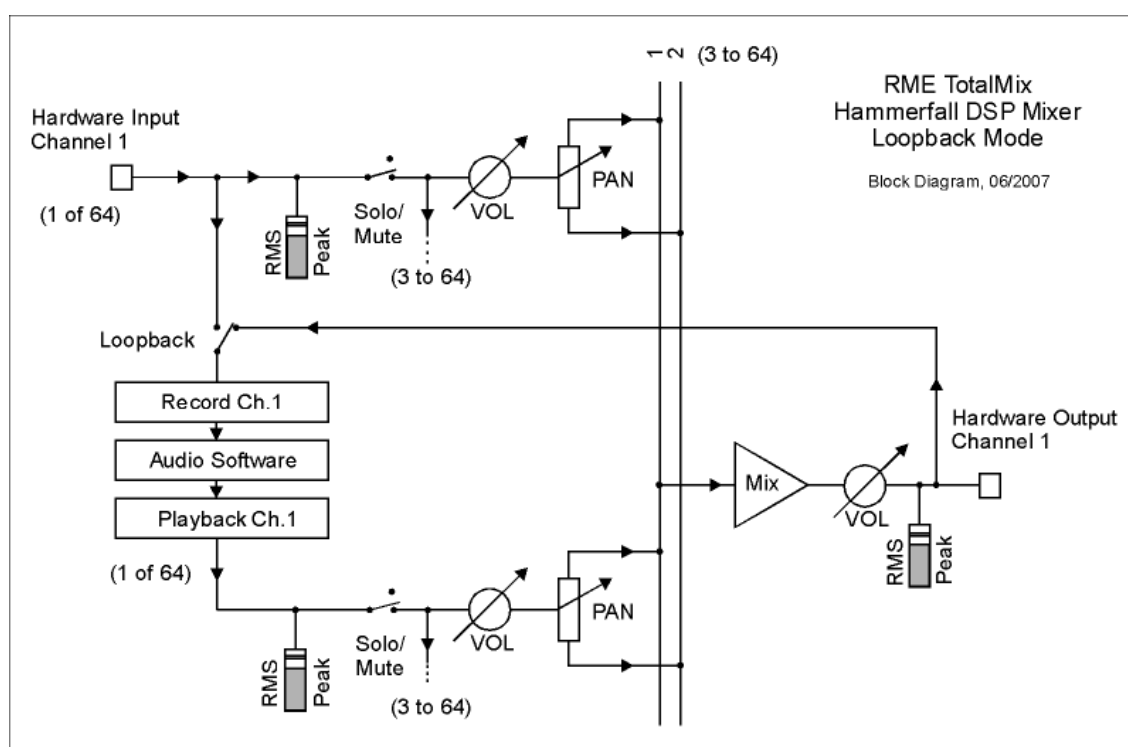 1
2
(3 to 64)
RME TotalMix
Hammerfall DSP Mixer
Loopback Mode
Block Diagram, 06/2007
Hardware Input
Channel 1
(1 of 64)
RMS
Peak
Solo/
Mute
(3 to 64)
VOL
PAN
Loopback
Record Ch.1
Audio Software
Playback Ch.1
(1 of 64)
Mix
VOL
Hardware Output
Channel 1
RMS
Peak
RMS
Peak
Solo/
Mute
(3 to 64)
VOL
PAN